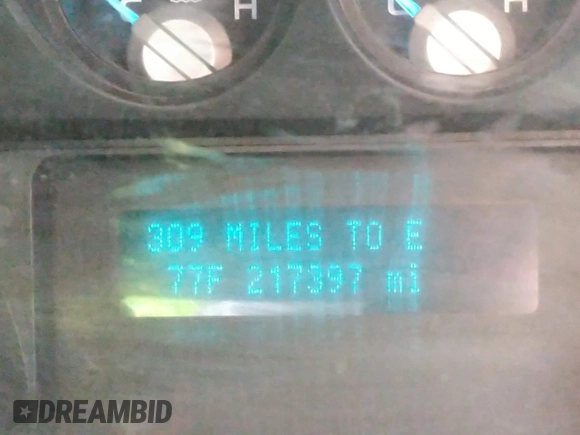 H
H
309 MILES TO E
77F 217397 mi
DREAMBID